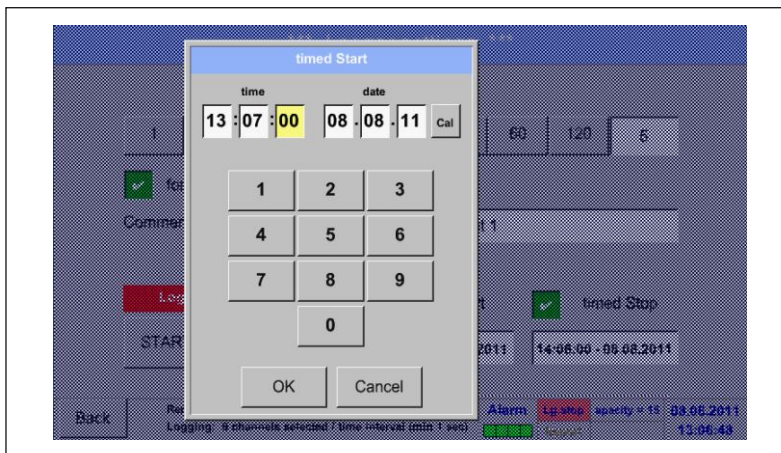 timed Start
time date
13 : 07 : 00 08 . 08 . 11 Cal
1 60 120 5
1 2 3
4 5 6
7 8 9
0
timed Stop
2011 14:06:00 - 08.08.2011
OK Cancel
Back Alarm Lg stop 08.08.2011
Logging: 6 channels selected / time interval (min 1 sec) 13:06:48